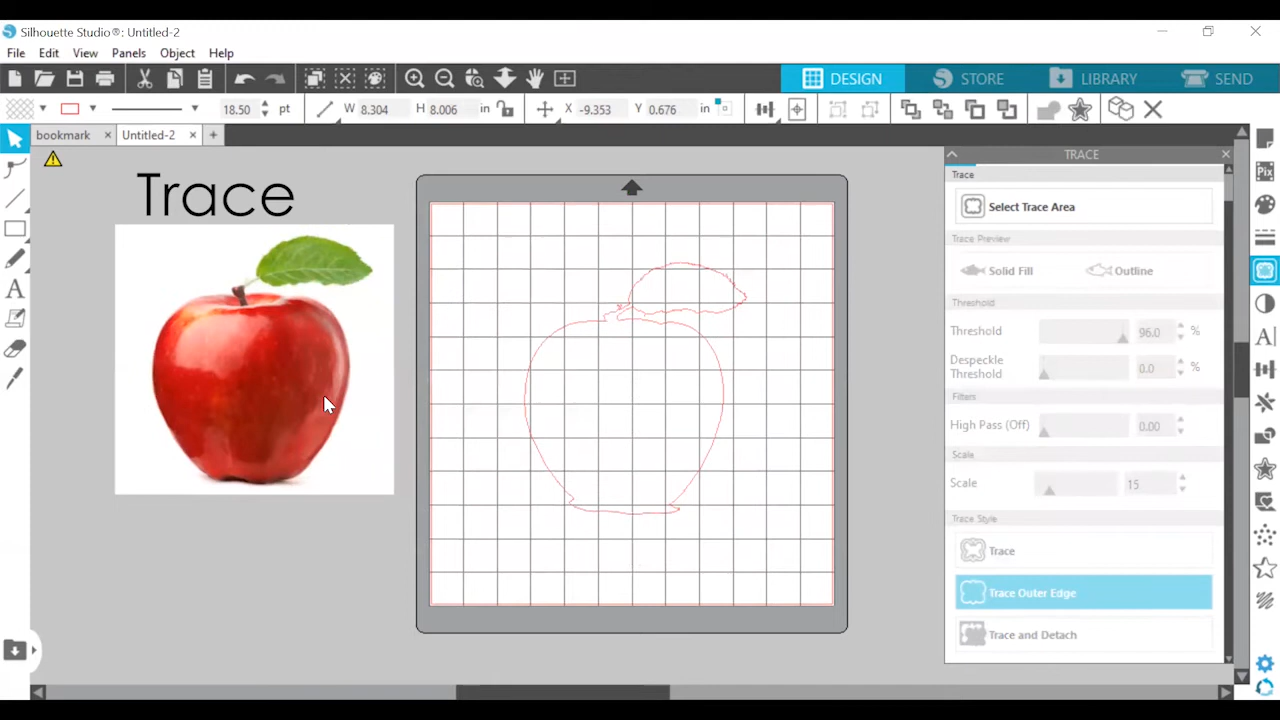 Silhouette Studio®: Untitled-2
File Edit View Panels Object Help
DESIGN STORE LIBRARY SEND
18.50 pt W 8.304 H 8.006 in X -9.353 Y 0.676 in
bookmark × Untitled-2 × +
TRACE
Trace
Trace
Select Trace Area
Trace Preview
Solid Fill Outline
Threshold
Threshold 96.0 %
Despeckle
Threshold 0.0 %
Filters
High Pass (Off) 0.00
Scale
Scale 15
Trace Style
Trace
Trace Outer Edge
Trace and Detach